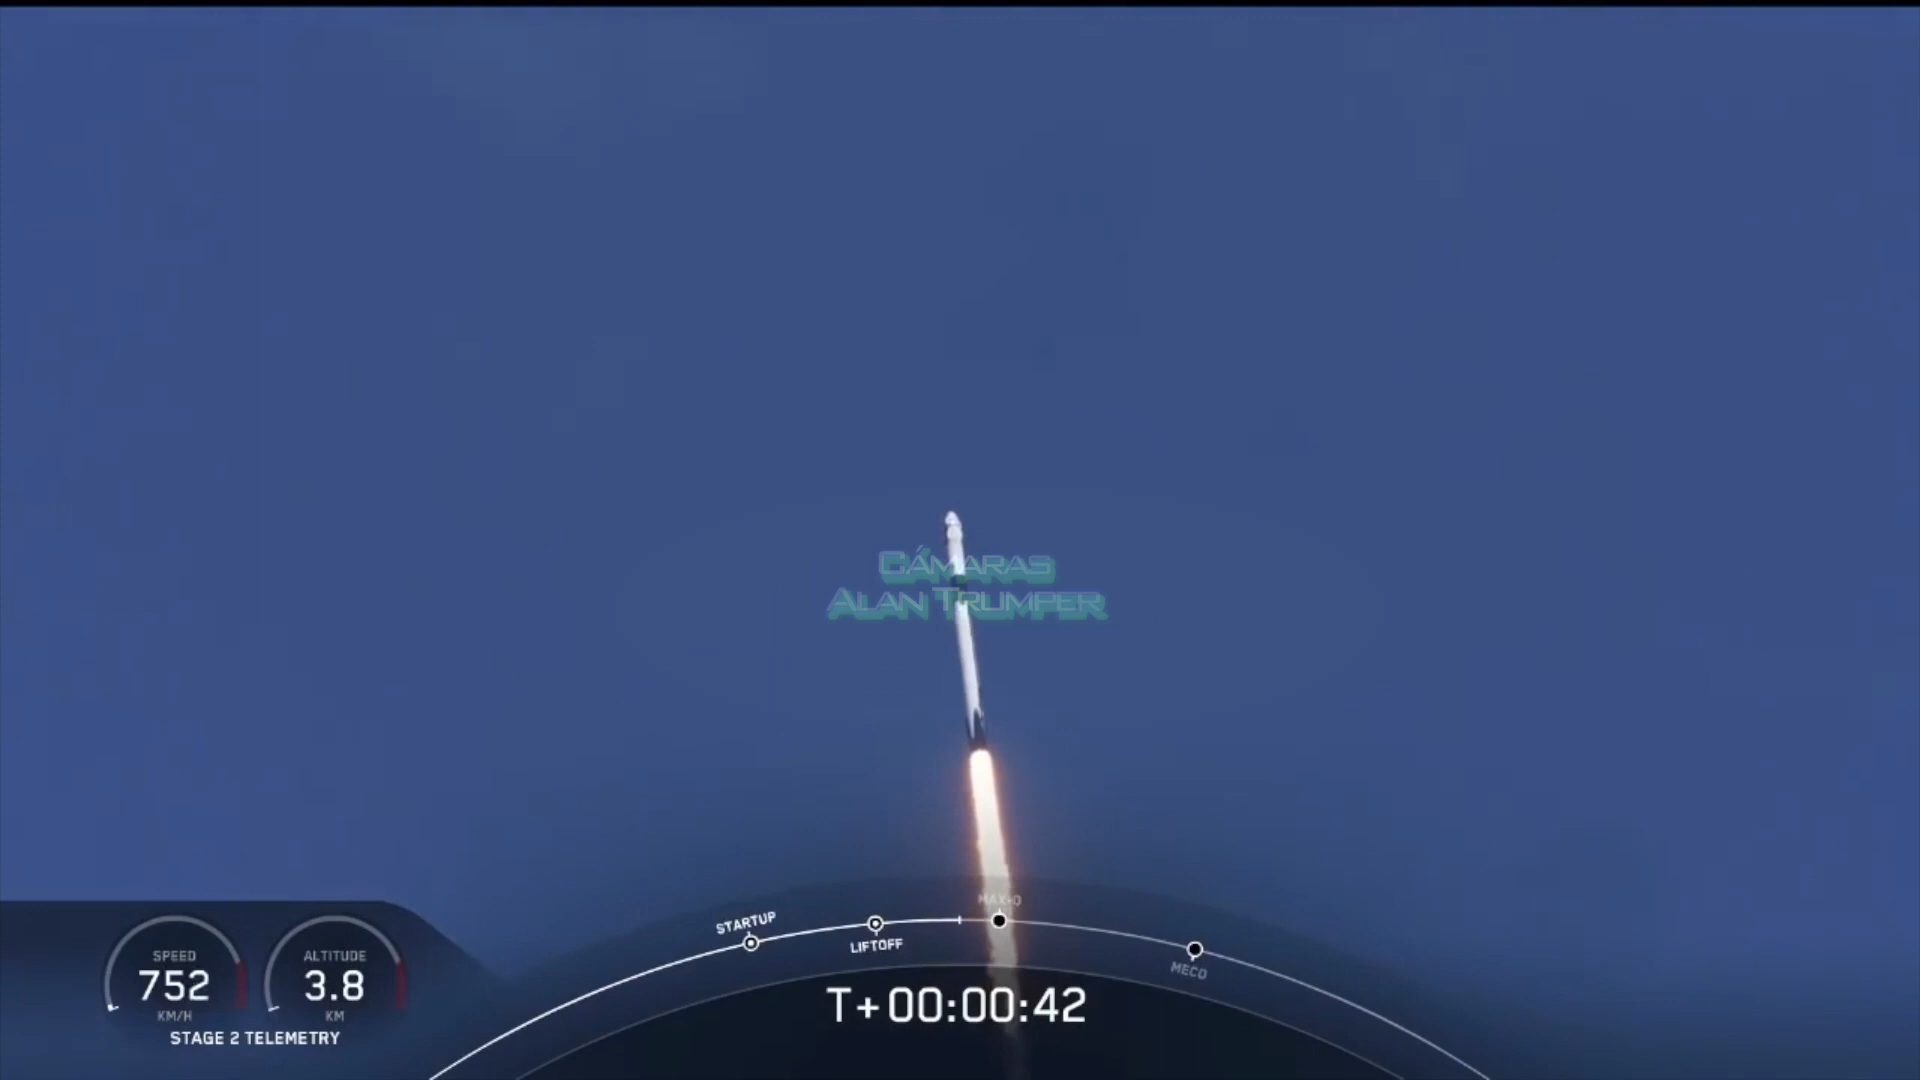 CÁMARAS
ALAN TRUMPER
STARTUP
LIFTOFF
MAX-Q
MECO
SPEED
752
KM/H
ALTITUDE
3.8
KM
STAGE 2 TELEMETRY
T+00:00:42